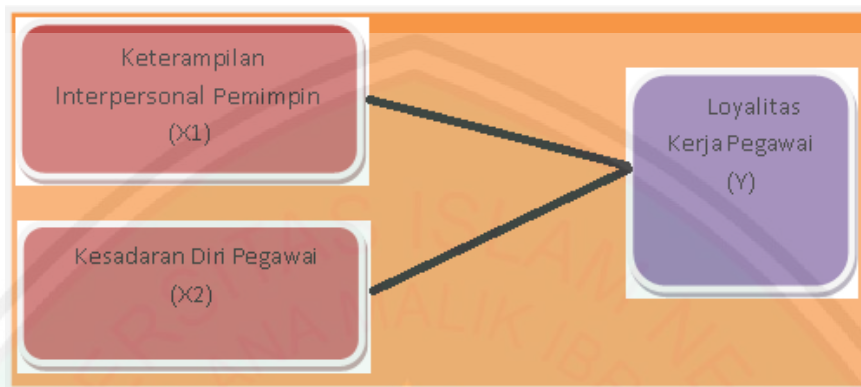 Keterampilan
Interpersonal Pemimpin
(X1)
Loyalitas
Kerja Pegawai
(Y)
Kesadaran Diri Pegawai
(X2)